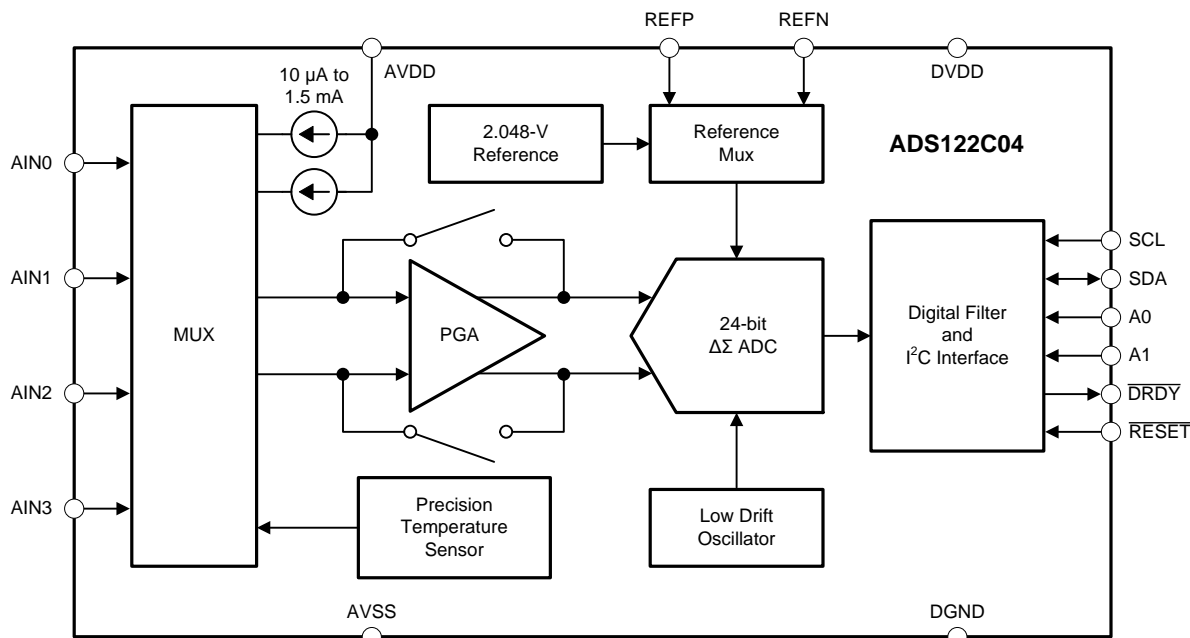 REFP
REFN
AVDD
DVDD
10 µA to
1.5 mA
2.048-V
Reference
Reference
Mux
ADS122C04
AIN0
AIN1
AIN2
AIN3
MUX
PGA
24-bit
ΔΣ ADC
Digital Filter
and
I²C Interface
SCL
SDA
A0
A1
D̅R̅D̅Y̅
R̅E̅S̅E̅T̅
Precision
Temperature
Sensor
Low Drift
Oscillator
AVSS
DGND